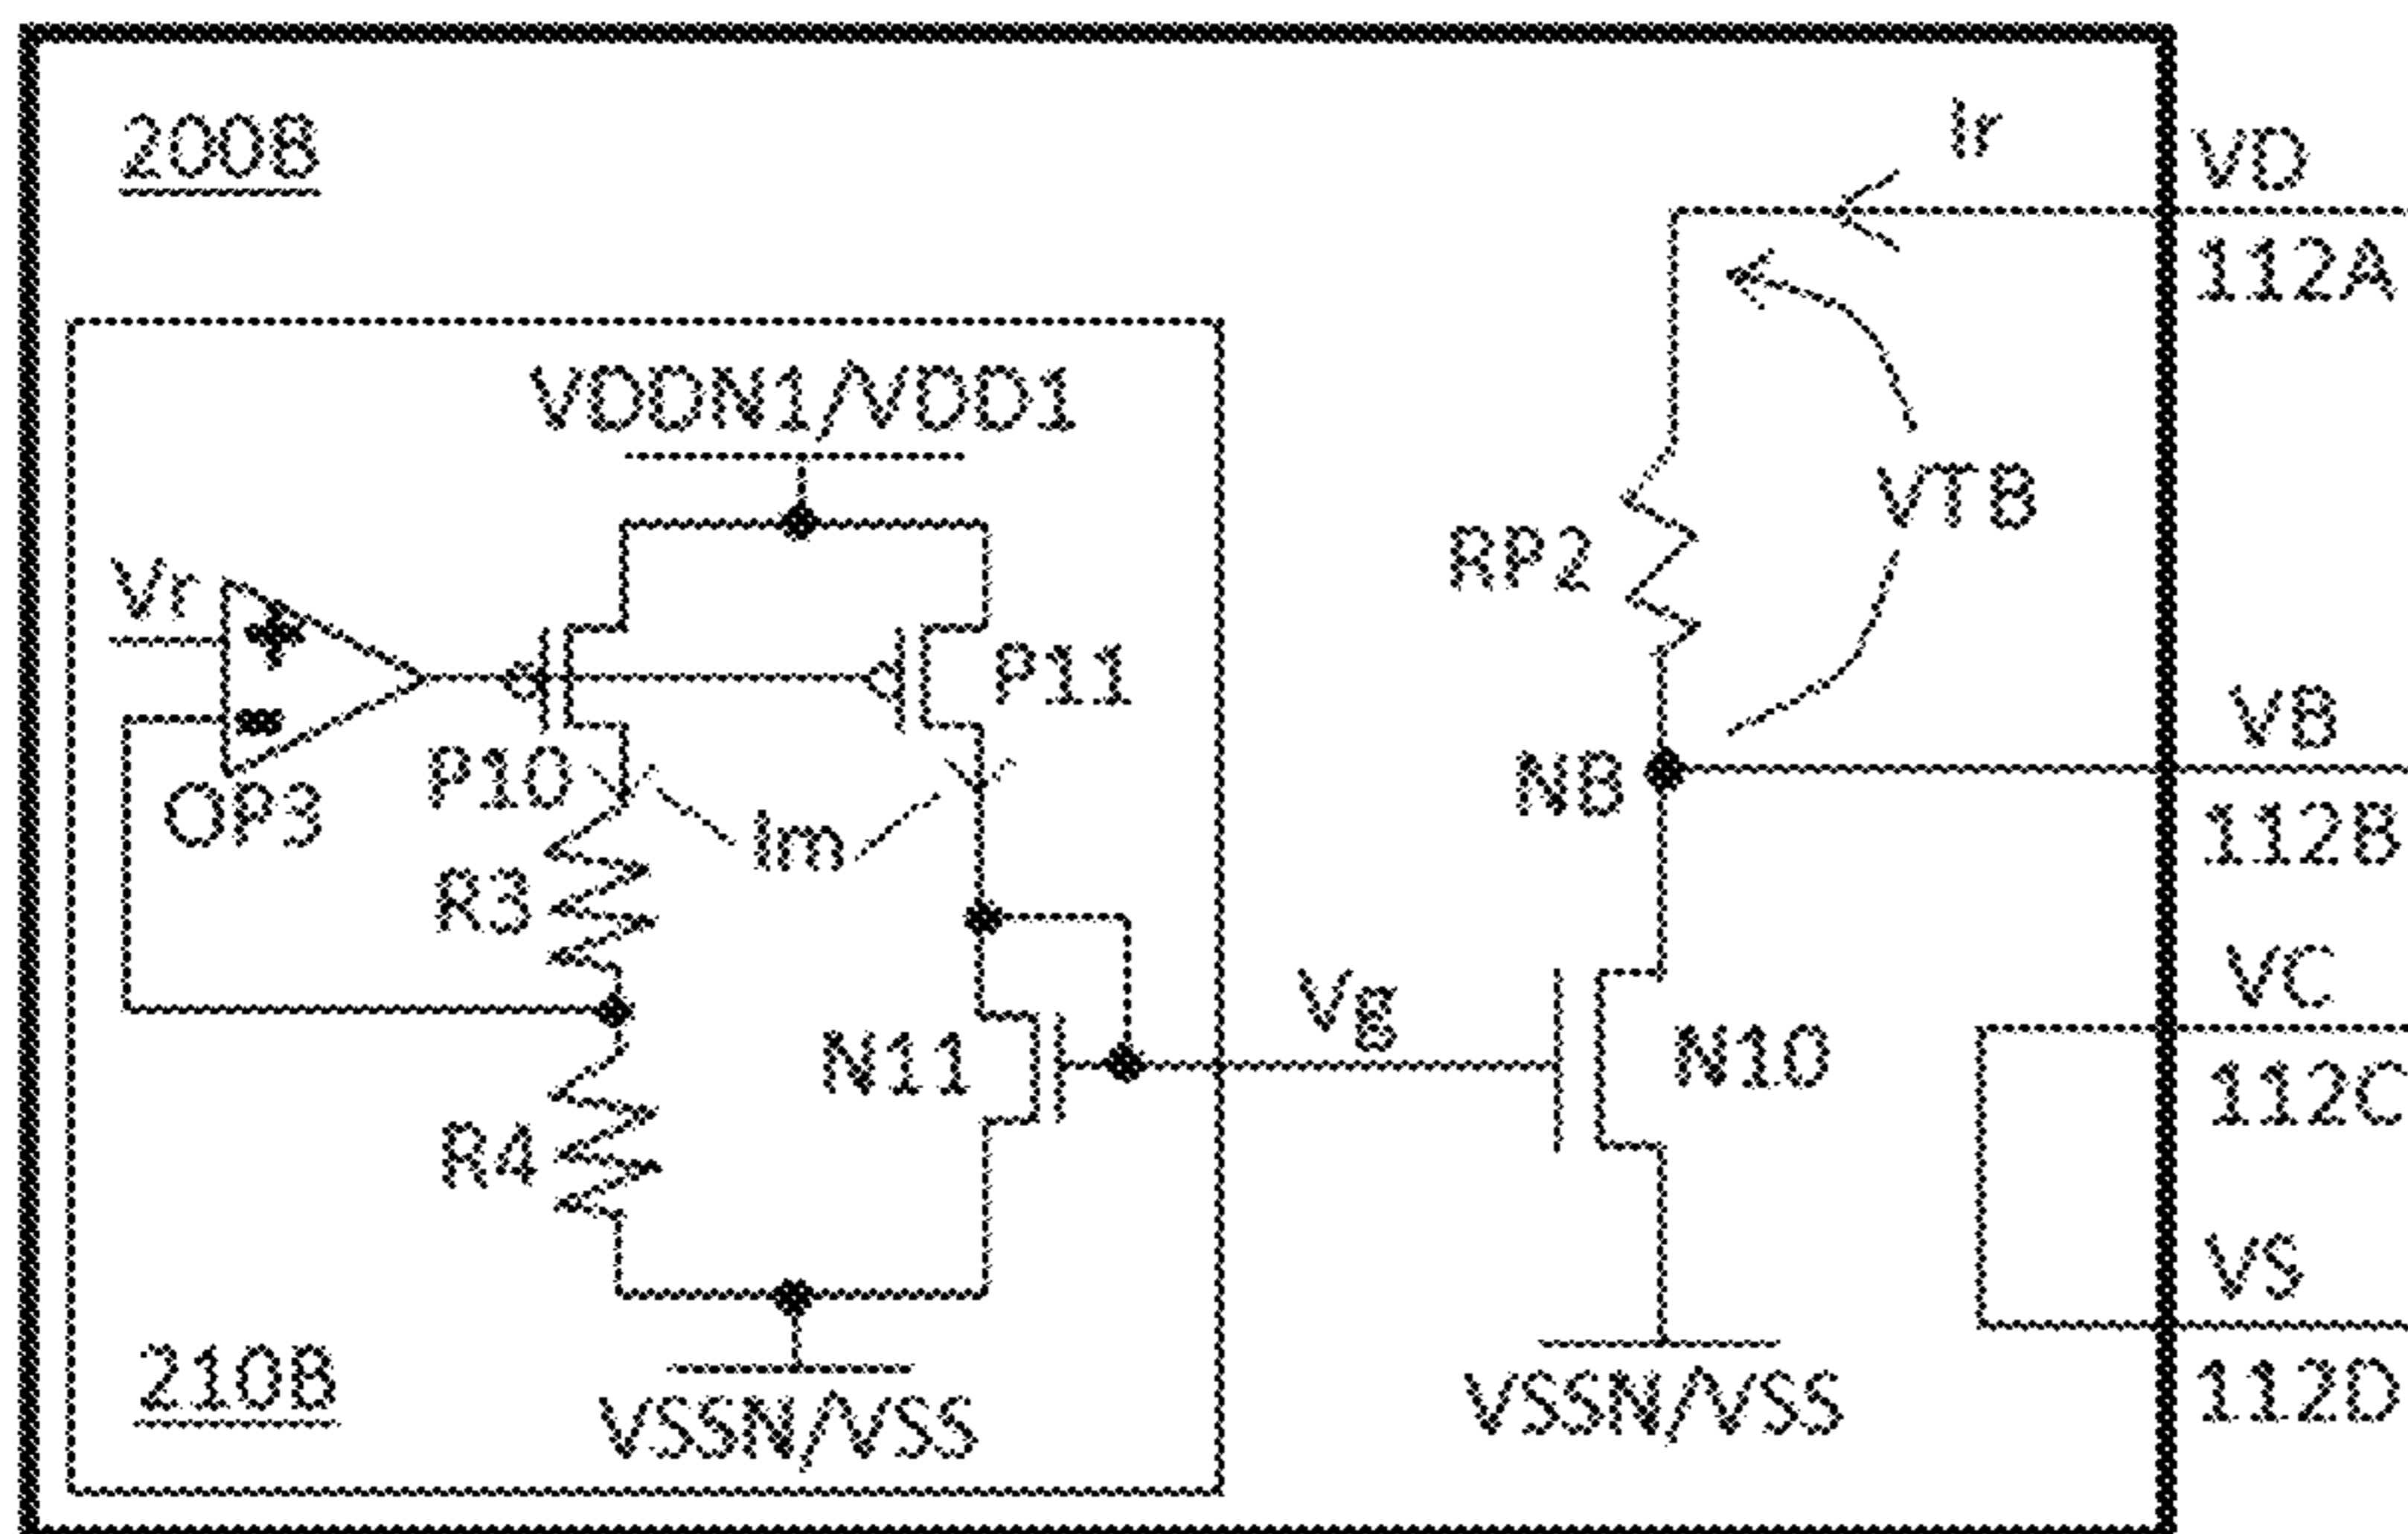 200B
Ir
VD
112A
VDDN1/VDD1
Vr
+
-
OP3
P10
P11
RP2
VTB
Im
R3
NB
VB
112B
N11
Vg
N10
VC
112C
R4
VS
112D
210B
VSSN/VSS
VSSN/VSS